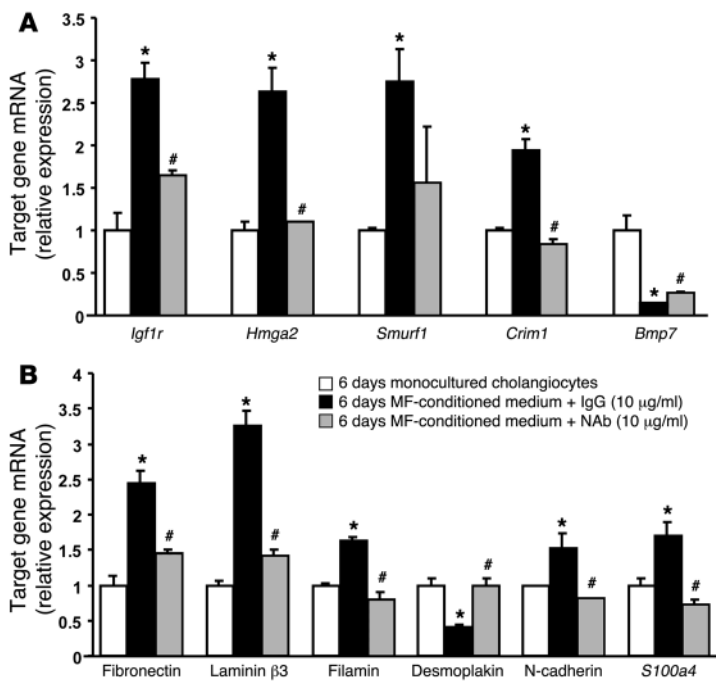 A
Target gene mRNA
(relative expression)
3.5
3
2.5
2
1.5
1
0.5
0
* # * # * * # * #
Igf1r Hmga2 Smurf1 Crim1 Bmp7
B
6 days monocultured cholangiocytes
6 days MF-conditioned medium + IgG (10 μg/ml)
6 days MF-conditioned medium + NAb (10 μg/ml)
Target gene mRNA
(relative expression)
4
3.5
3
2.5
2
1.5
1
0.5
0
* # * # * # * # * # * #
Fibronectin Laminin β3 Filamin Desmoplakin N-cadherin S100a4